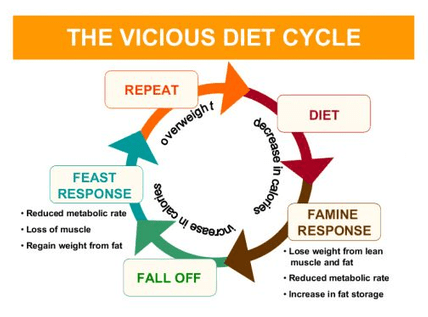 THE VICIOUS DIET CYCLE
REPEAT
DIET
overweight
decrease in calories
FEAST
RESPONSE
• Reduced metabolic rate
• Loss of muscle
• Regain weight from fat
increase in calories
FAMINE
RESPONSE
• Lose weight from lean
muscle and fat
• Reduced metabolic rate
• Increase in fat storage
FALL OFF